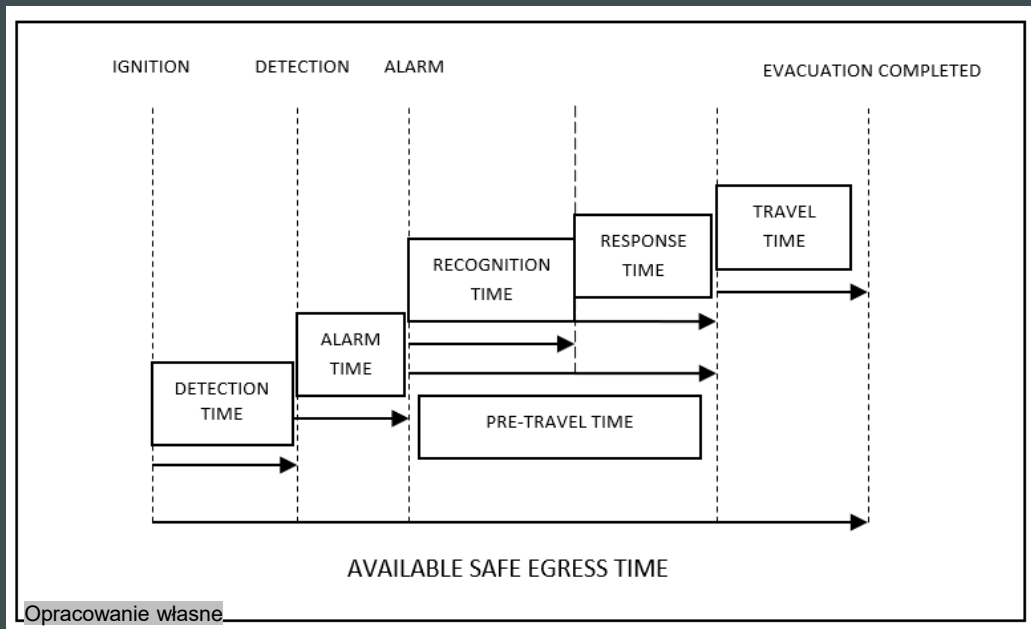 IGNITION
DETECTION
ALARM
EVACUATION COMPLETED
TRAVEL
TIME
RESPONSE
TIME
RECOGNITION
TIME
ALARM
TIME
DETECTION
TIME
PRE-TRAVEL TIME
AVAILABLE SAFE EGRESS TIME
Opracowanie własne